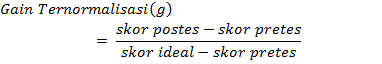 Gain Ternormalisasi(g)
= skor postes − skor pretes
skor ideal − skor pretes